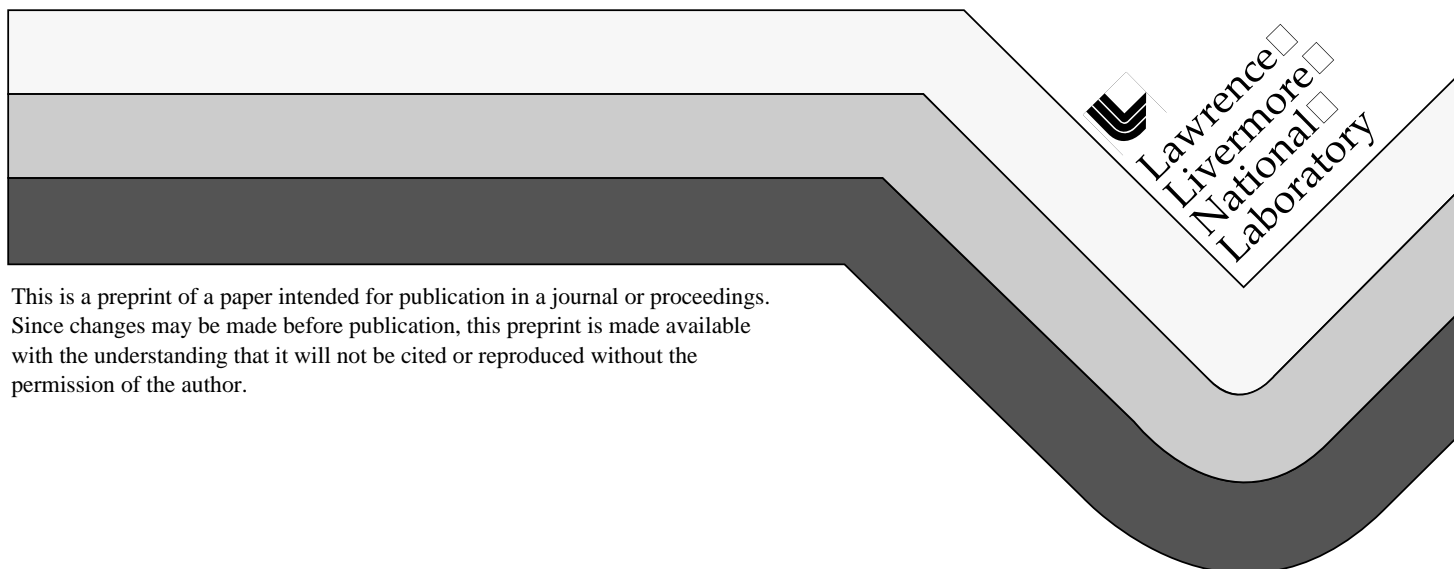 Lawrence
Livermore
National
Laboratory
This is a preprint of a paper intended for publication in a journal or proceedings.
Since changes may be made before publication, this preprint is made available
with the understanding that it will not be cited or reproduced without the
permission of the author.